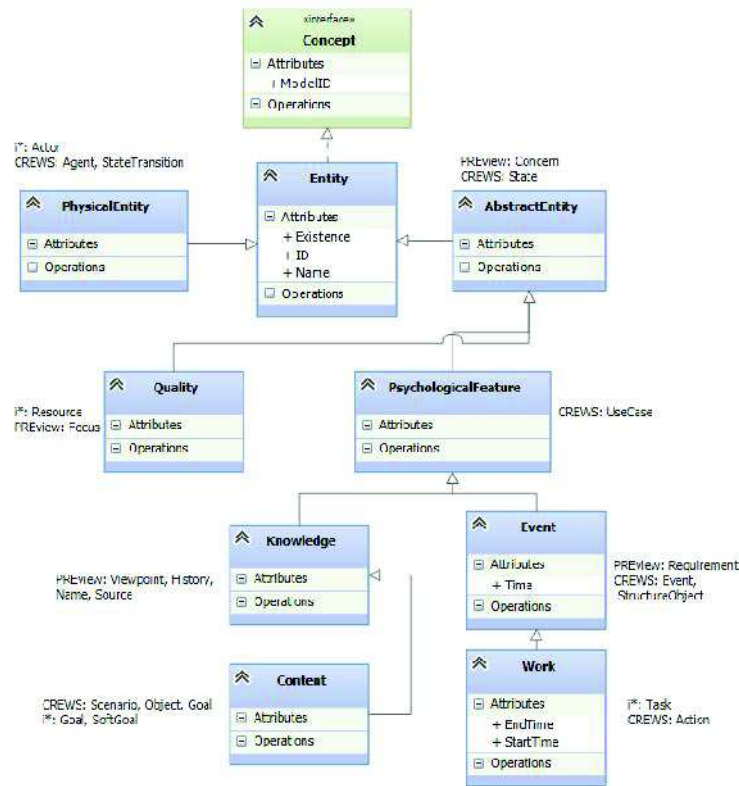 «interface»
Concept
Attributes
+ ModelID
Operations
i*: Actor
CREWS: Agent, StateTransition
PREview: Concern
CREWS: State
PhysicalEntity
Attributes
Operations
Entity
Attributes
+ Existence
+ ID
+ Name
Operations
AbstractEntity
Attributes
Operations
i*: Resource
PREview: Focus
Quality
Attributes
Operations
PsychologicalFeature
Attributes
Operations
CREWS: UseCase
PREview: Viewpoint, History,
Name, Source
Knowledge
Attributes
Operations
Event
Attributes
+ Time
Operations
PREview: Requirement
CREWS: Event,
StructureObject
CREWS: Scenario, Object, Goal
i*: Goal, SoftGoal
Content
Attributes
Operations
Work
Attributes
+ EndTime
+ StartTime
Operations
i*: Task
CREWS: Action